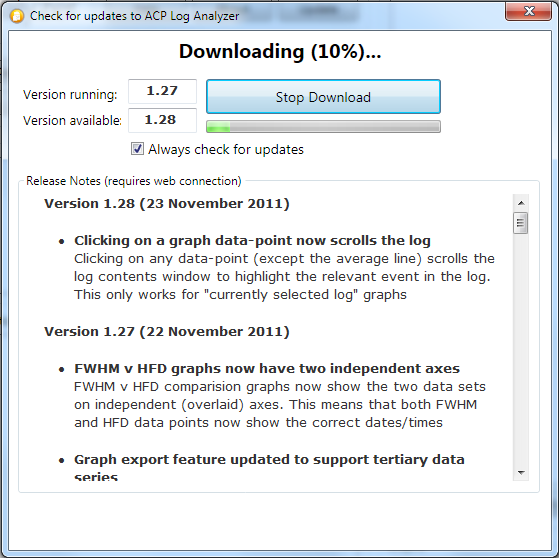 Check for updates to ACP Log Analyzer
Downloading (10%)...
Version running:
1.27
Stop Download
Version available:
1.28
Always check for updates
Release Notes (requires web connection)
Version 1.28 (23 November 2011)
Clicking on a graph data-point now scrolls the log
Clicking on any data-point (except the average line) scrolls the
log contents window to highlight the relevant event in the log.
This only works for "currently selected log" graphs
Version 1.27 (22 November 2011)
FWHM v HFD graphs now have two independent axes
FWHM v HFD comparision graphs now show the two data sets
on independent (overlaid) axes. This means that both FWHM
and HFD data points now show the correct dates/times
Graph export feature updated to support tertiary data
series